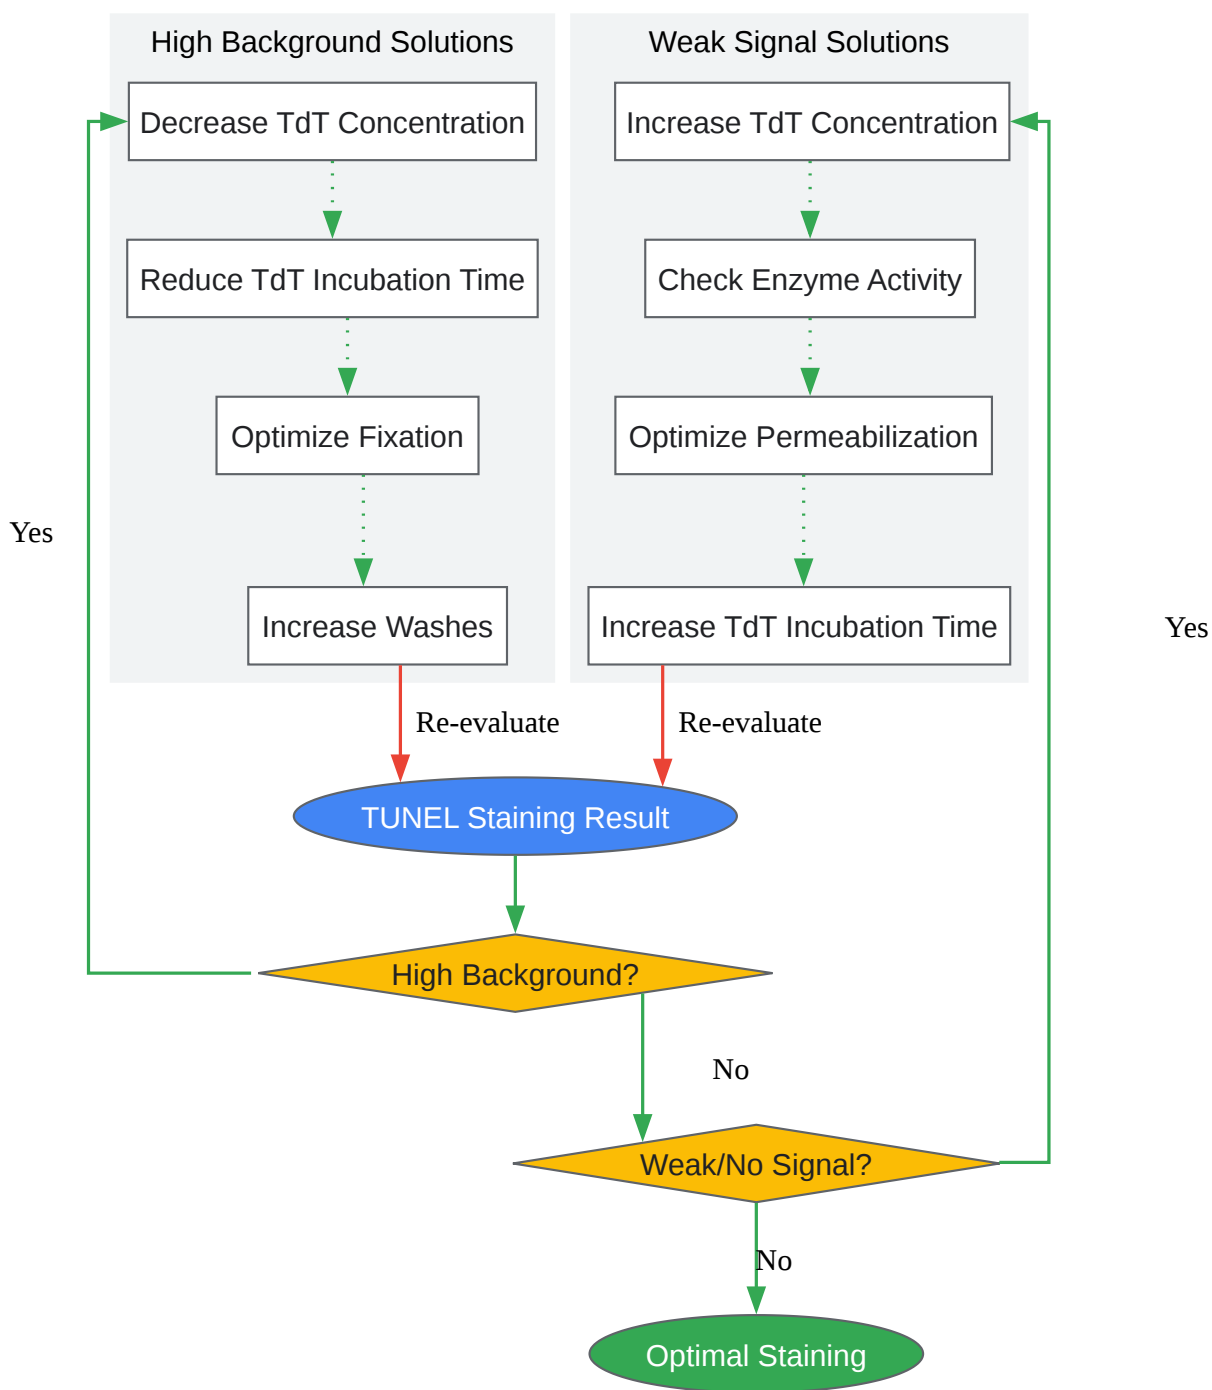 High Background Solutions
Weak Signal Solutions
Decrease TdT Concentration
Increase TdT Concentration
Reduce TdT Incubation Time
Check Enzyme Activity
Optimize Fixation
Optimize Permeabilization
Yes
Increase Washes
Increase TdT Incubation Time
Yes
Re-evaluate
Re-evaluate
TUNEL Staining Result
High Background?
No
Weak/No Signal?
No
Optimal Staining